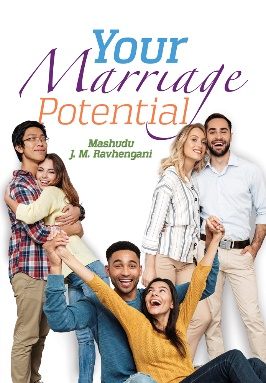 Your
Marriage
Potential
Mashudu
J. M. Ravhengani